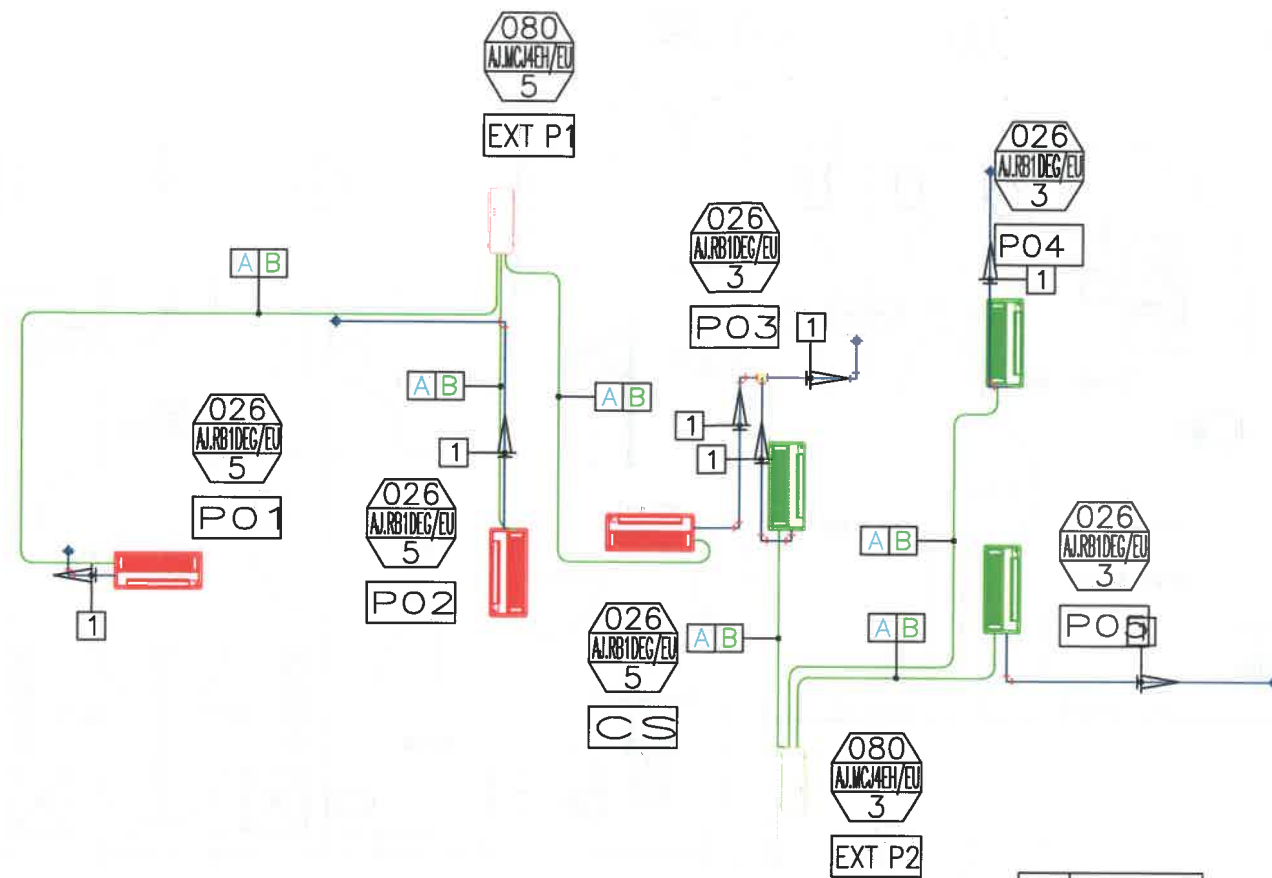 080
AJ.MCJ4EH/EU
5
EXT P1
026
AJ.RB1DEG/EU
3
P04
1
026
AJ.RB1DEG/EU
3
P03
1
A B
A B
A B
1
1
1
026
AJ.RB1DEG/EU
5
P01
026
AJ.RB1DEG/EU
5
P02
1
A B
026
AJ.RB1DEG/EU
3
P05
026
AJ.RB1DEG/EU
5
CS
A B
A B
080
AJ.MCJ4EH/EU
3
EXT P2